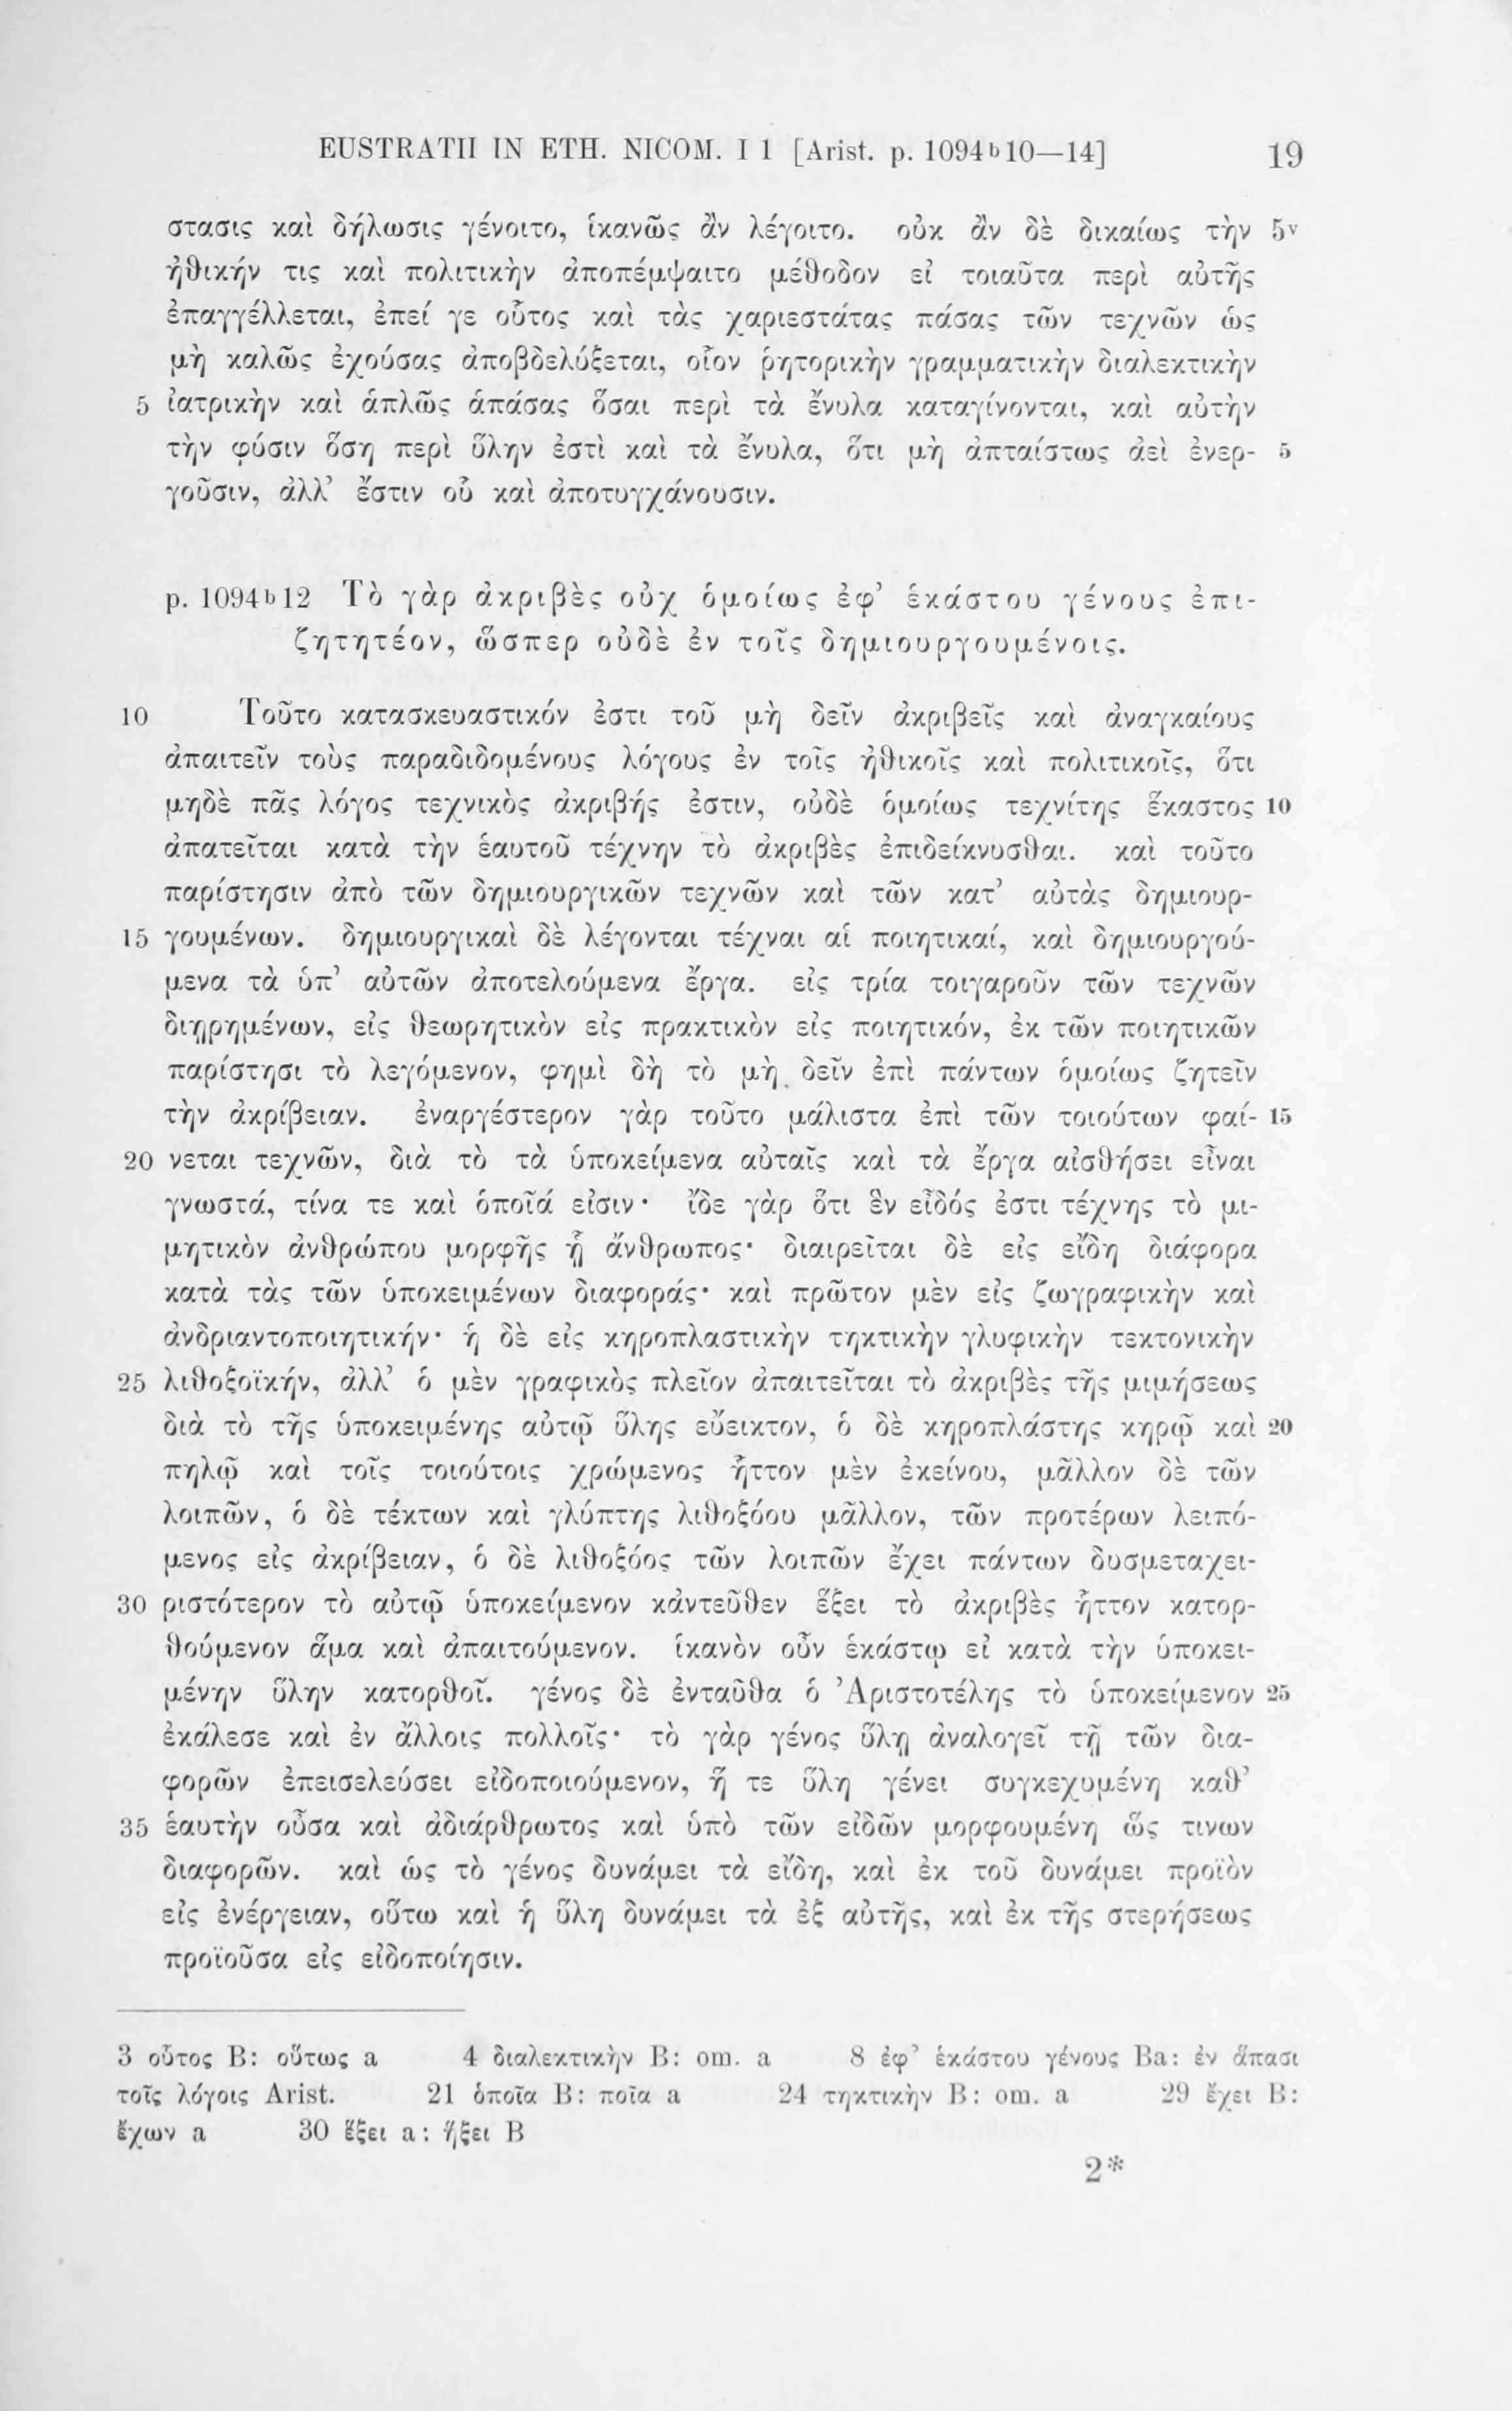 EUSTRATII IN ETH. NICOM. I 1 [Arist. p. 1094ᵇ10—14] 19
στασις καὶ δήλωσις γένοιτο, ἱκανῶς ἂν λέγοιτο. οὐκ ἂν δὲ δικαίως τὴν 5ᵛ
ἠθικήν τις καὶ πολιτικὴν ἀποπέμψαιτο μέθοδον εἰ τοιαῦτα περὶ αὐτῆς
ἐπαγγέλλεται, ἐπεί γε οὗτος καὶ τὰς χαριεστάτας πάσας τῶν τεχνῶν ὡς
μὴ καλῶς ἐχούσας ἀποβδελύξεται, οἷον ῥητορικὴν γραμματικὴν διαλεκτικὴν
5 ἰατρικὴν καὶ ἁπλῶς ἁπάσας ὅσαι περὶ τὰ ἔνυλα καταγίνονται, καὶ αὐτὴν
τὴν φύσιν ὅση περὶ ὕλην ἐστὶ καὶ τὰ ἔνυλα, ὅτι μὴ ἀπταίστως ἀεὶ ἐνερ- 5
γοῦσιν, ἀλλ’ ἔστιν οὗ καὶ ἀποτυγχάνουσιν.
p. 1094ᵇ12 Τὸ γὰρ ἀκριβὲς οὐχ ὁμοίως ἐφ’ ἑκάστου γένους ἐπι-
ζητητέον, ὥσπερ οὐδὲ ἐν τοῖς δημιουργουμένοις.
10 Τοῦτο κατασκευαστικόν ἐστι τοῦ μὴ δεῖν ἀκριβεῖς καὶ ἀναγκαίους
ἀπαιτεῖν τοὺς παραδιδομένους λόγους ἐν τοῖς ἠθικοῖς καὶ πολιτικοῖς, ὅτι
μηδὲ πᾶς λόγος τεχνικὸς ἀκριβής ἐστιν, οὐδὲ ὁμοίως τεχνίτης ἕκαστος 10
ἀπατεῖται κατὰ τὴν ἑαυτοῦ τέχνην τὸ ἀκριβὲς ἐπιδείκνυσθαι. καὶ τοῦτο
παρίστησιν ἀπὸ τῶν δημιουργικῶν τεχνῶν καὶ τῶν κατ’ αὐτὰς δημιουρ-
15 γουμένων. δημιουργικαὶ δὲ λέγονται τέχναι αἱ ποιητικαί, καὶ δημιουργού-
μενα τὰ ὑπ’ αὐτῶν ἀποτελούμενα ἔργα. εἰς τρία τοιγαροῦν τῶν τεχνῶν
διῃρημένων, εἰς θεωρητικὸν εἰς πρακτικὸν εἰς ποιητικόν, ἐκ τῶν ποιητικῶν
παρίστησι τὸ λεγόμενον, φημὶ δὴ τὸ μὴ δεῖν ἐπὶ πάντων ὁμοίως ζητεῖν
τὴν ἀκρίβειαν. ἐναργέστερον γὰρ τοῦτο μάλιστα ἐπὶ τῶν τοιούτων φαί- 15
20 νεται τεχνῶν, διὰ τὸ τὰ ὑποκείμενα αὐταῖς καὶ τὰ ἔργα αἰσθήσει εἶναι
γνωστά, τίνα τε καὶ ὁποῖά εἰσιν· ἴδε γὰρ ὅτι ἓν εἶδός ἐστι τέχνης τὸ μι-
μητικὸν ἀνθρώπου μορφῆς ᾗ ἄνθρωπος· διαιρεῖται δὲ εἰς εἴδη διάφορα
κατὰ τὰς τῶν ὑποκειμένων διαφοράς· καὶ πρῶτον μὲν εἰς ζωγραφικὴν καὶ
ἀνδριαντοποιητικήν· ἡ δὲ εἰς κηροπλαστικὴν τηκτικὴν γλυφικὴν τεκτονικὴν
25 λιθοξοϊκήν, ἀλλ’ ὁ μὲν γραφικὸς πλεῖον ἀπαιτεῖται τὸ ἀκριβὲς τῆς μιμήσεως
διὰ τὸ τῆς ὑποκειμένης αὐτῷ ὕλης εὔεικτον, ὁ δὲ κηροπλάστης κηρῷ καὶ 20
πηλῷ καὶ τοῖς τοιούτοις χρώμενος ἧττον μὲν ἐκείνου, μᾶλλον δὲ τῶν
λοιπῶν, ὁ δὲ τέκτων καὶ γλύπτης λιθοξόου μᾶλλον, τῶν προτέρων λειπό-
μενος εἰς ἀκρίβειαν, ὁ δὲ λιθοξόος τῶν λοιπῶν ἔχει πάντων δυσμεταχει-
30 ριστότερον τὸ αὐτῷ ὑποκείμενον κἀντεῦθεν ἕξει τὸ ἀκριβὲς ἧττον κατορ-
θούμενον ἅμα καὶ ἀπαιτούμενον. ἱκανὸν οὖν ἑκάστῳ εἰ κατὰ τὴν ὑποκει-
μένην ὕλην κατορθοῖ. γένος δὲ ἐνταῦθα ὁ Ἀριστοτέλης τὸ ὑποκείμενον 25
ἐκάλεσε καὶ ἐν ἄλλοις πολλοῖς· τὸ γὰρ γένος ὕλῃ ἀναλογεῖ τῇ τῶν δια-
φορῶν ἐπεισελεύσει εἰδοποιούμενον, ἥ τε ὕλη γένει συγκεχυμένη καθ’
35 ἑαυτὴν οὖσα καὶ ἀδιάρθρωτος καὶ ὑπὸ τῶν εἰδῶν μορφουμένη ὥς τινων
διαφορῶν. καὶ ὡς τὸ γένος δυνάμει τὰ εἴδη, καὶ ἐκ τοῦ δυνάμει προϊὸν
εἰς ἐνέργειαν, οὕτω καὶ ἡ ὕλη δυνάμει τὰ ἐξ αὐτῆς, καὶ ἐκ τῆς στερήσεως
προϊοῦσα εἰς εἰδοποίησιν.
3 οὗτος B: οὕτως a 4 διαλεκτικὴν B: om. a 8 ἐφ’ ἑκάστου γένους Ba: ἐν ἅπασι
τοῖς λόγοις Arist. 21 ὁποῖα B: ποῖα a 24 τηκτικὴν B: om. a 29 ἔχει B:
ἔχων a 30 ἕξει a: ἥξει B
2*